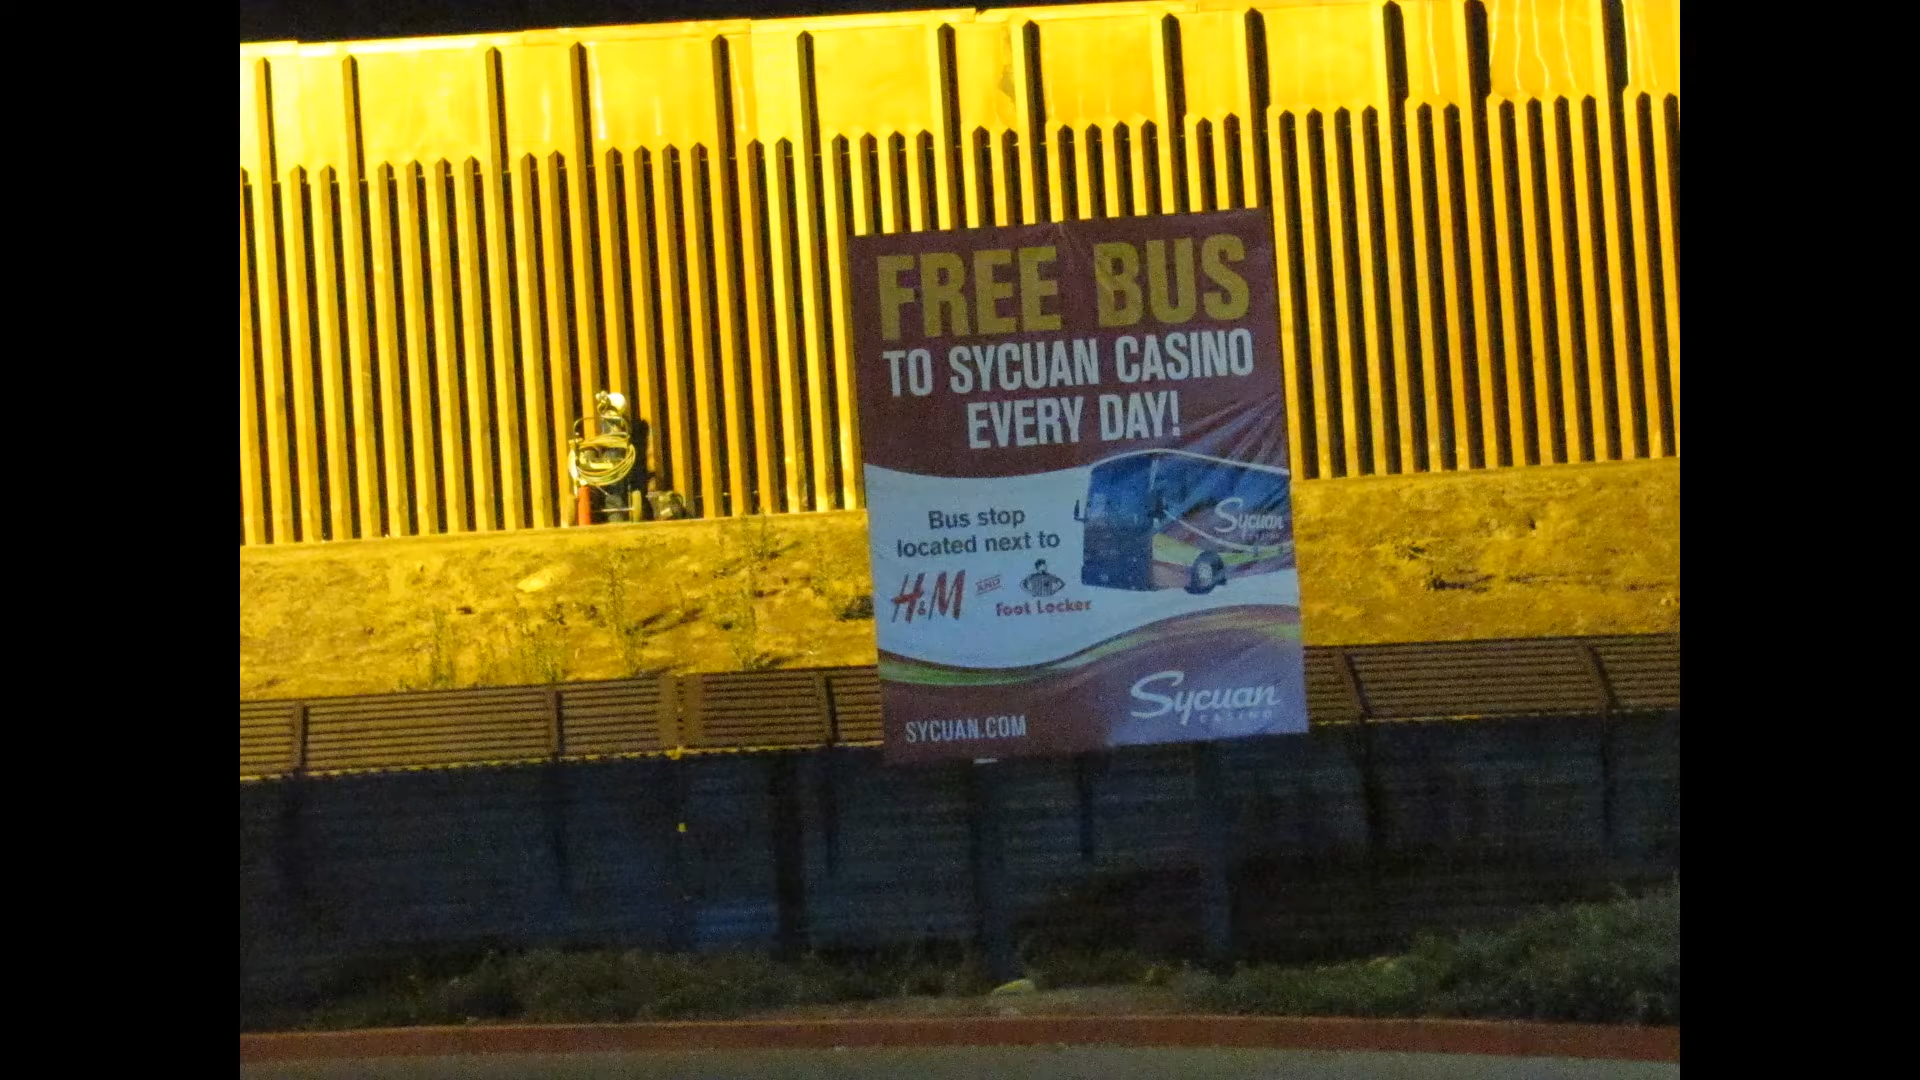 FREE BUS
TO SYCUAN CASINO
EVERY DAY!
Bus stop
located next to
H&M AND Foot Locker
Sycuan
Sycuan
CASINO
SYCUAN.COM